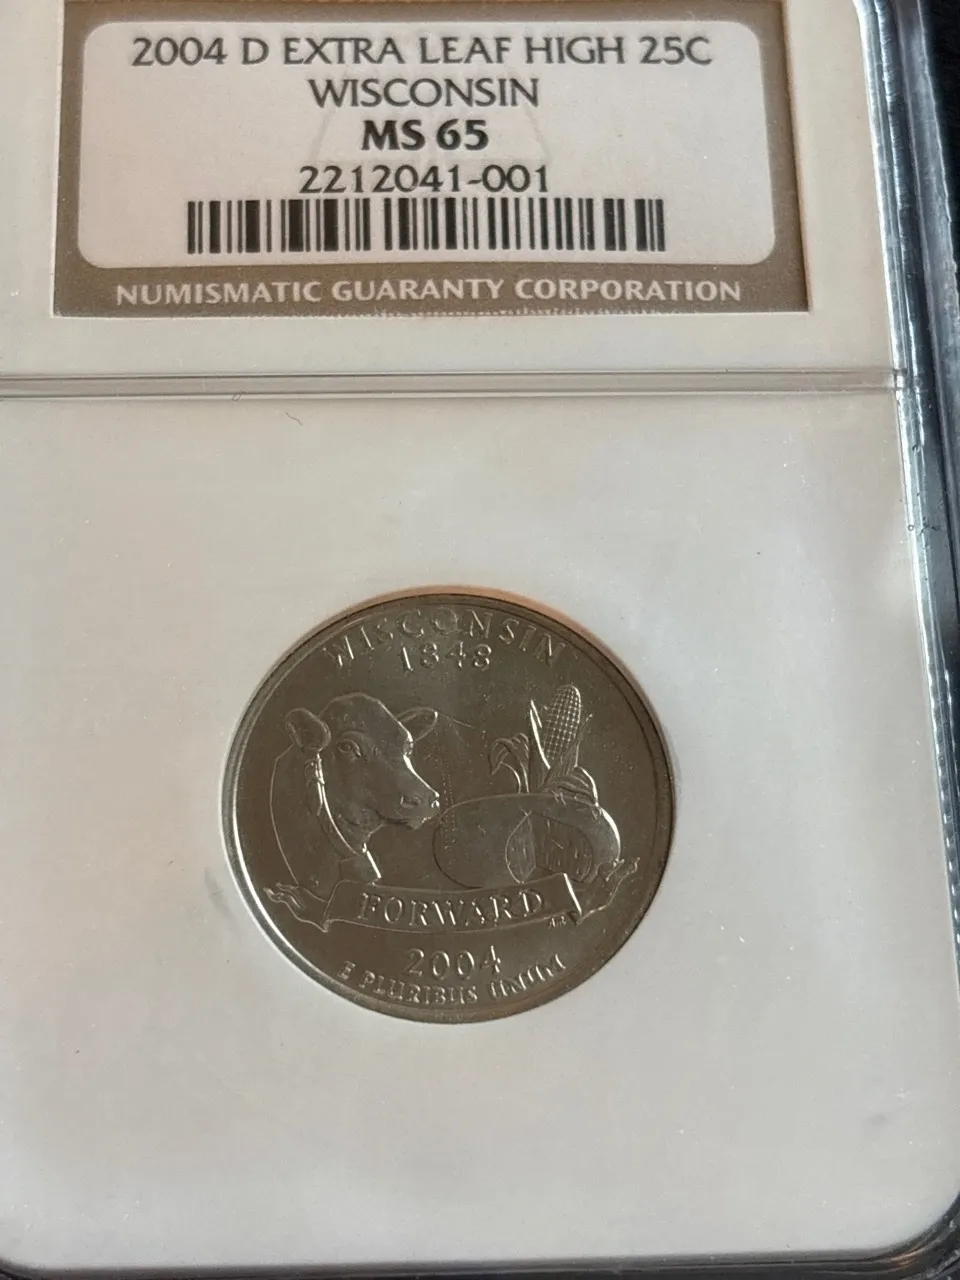 2004 D EXTRA LEAF HIGH 25C
WISCONSIN
MS 65
2212041-001
NUMISMATIC GUARANTY CORPORATION
WISCONSIN
1848
FORWARD
2004
E PLURIBUS UNUM